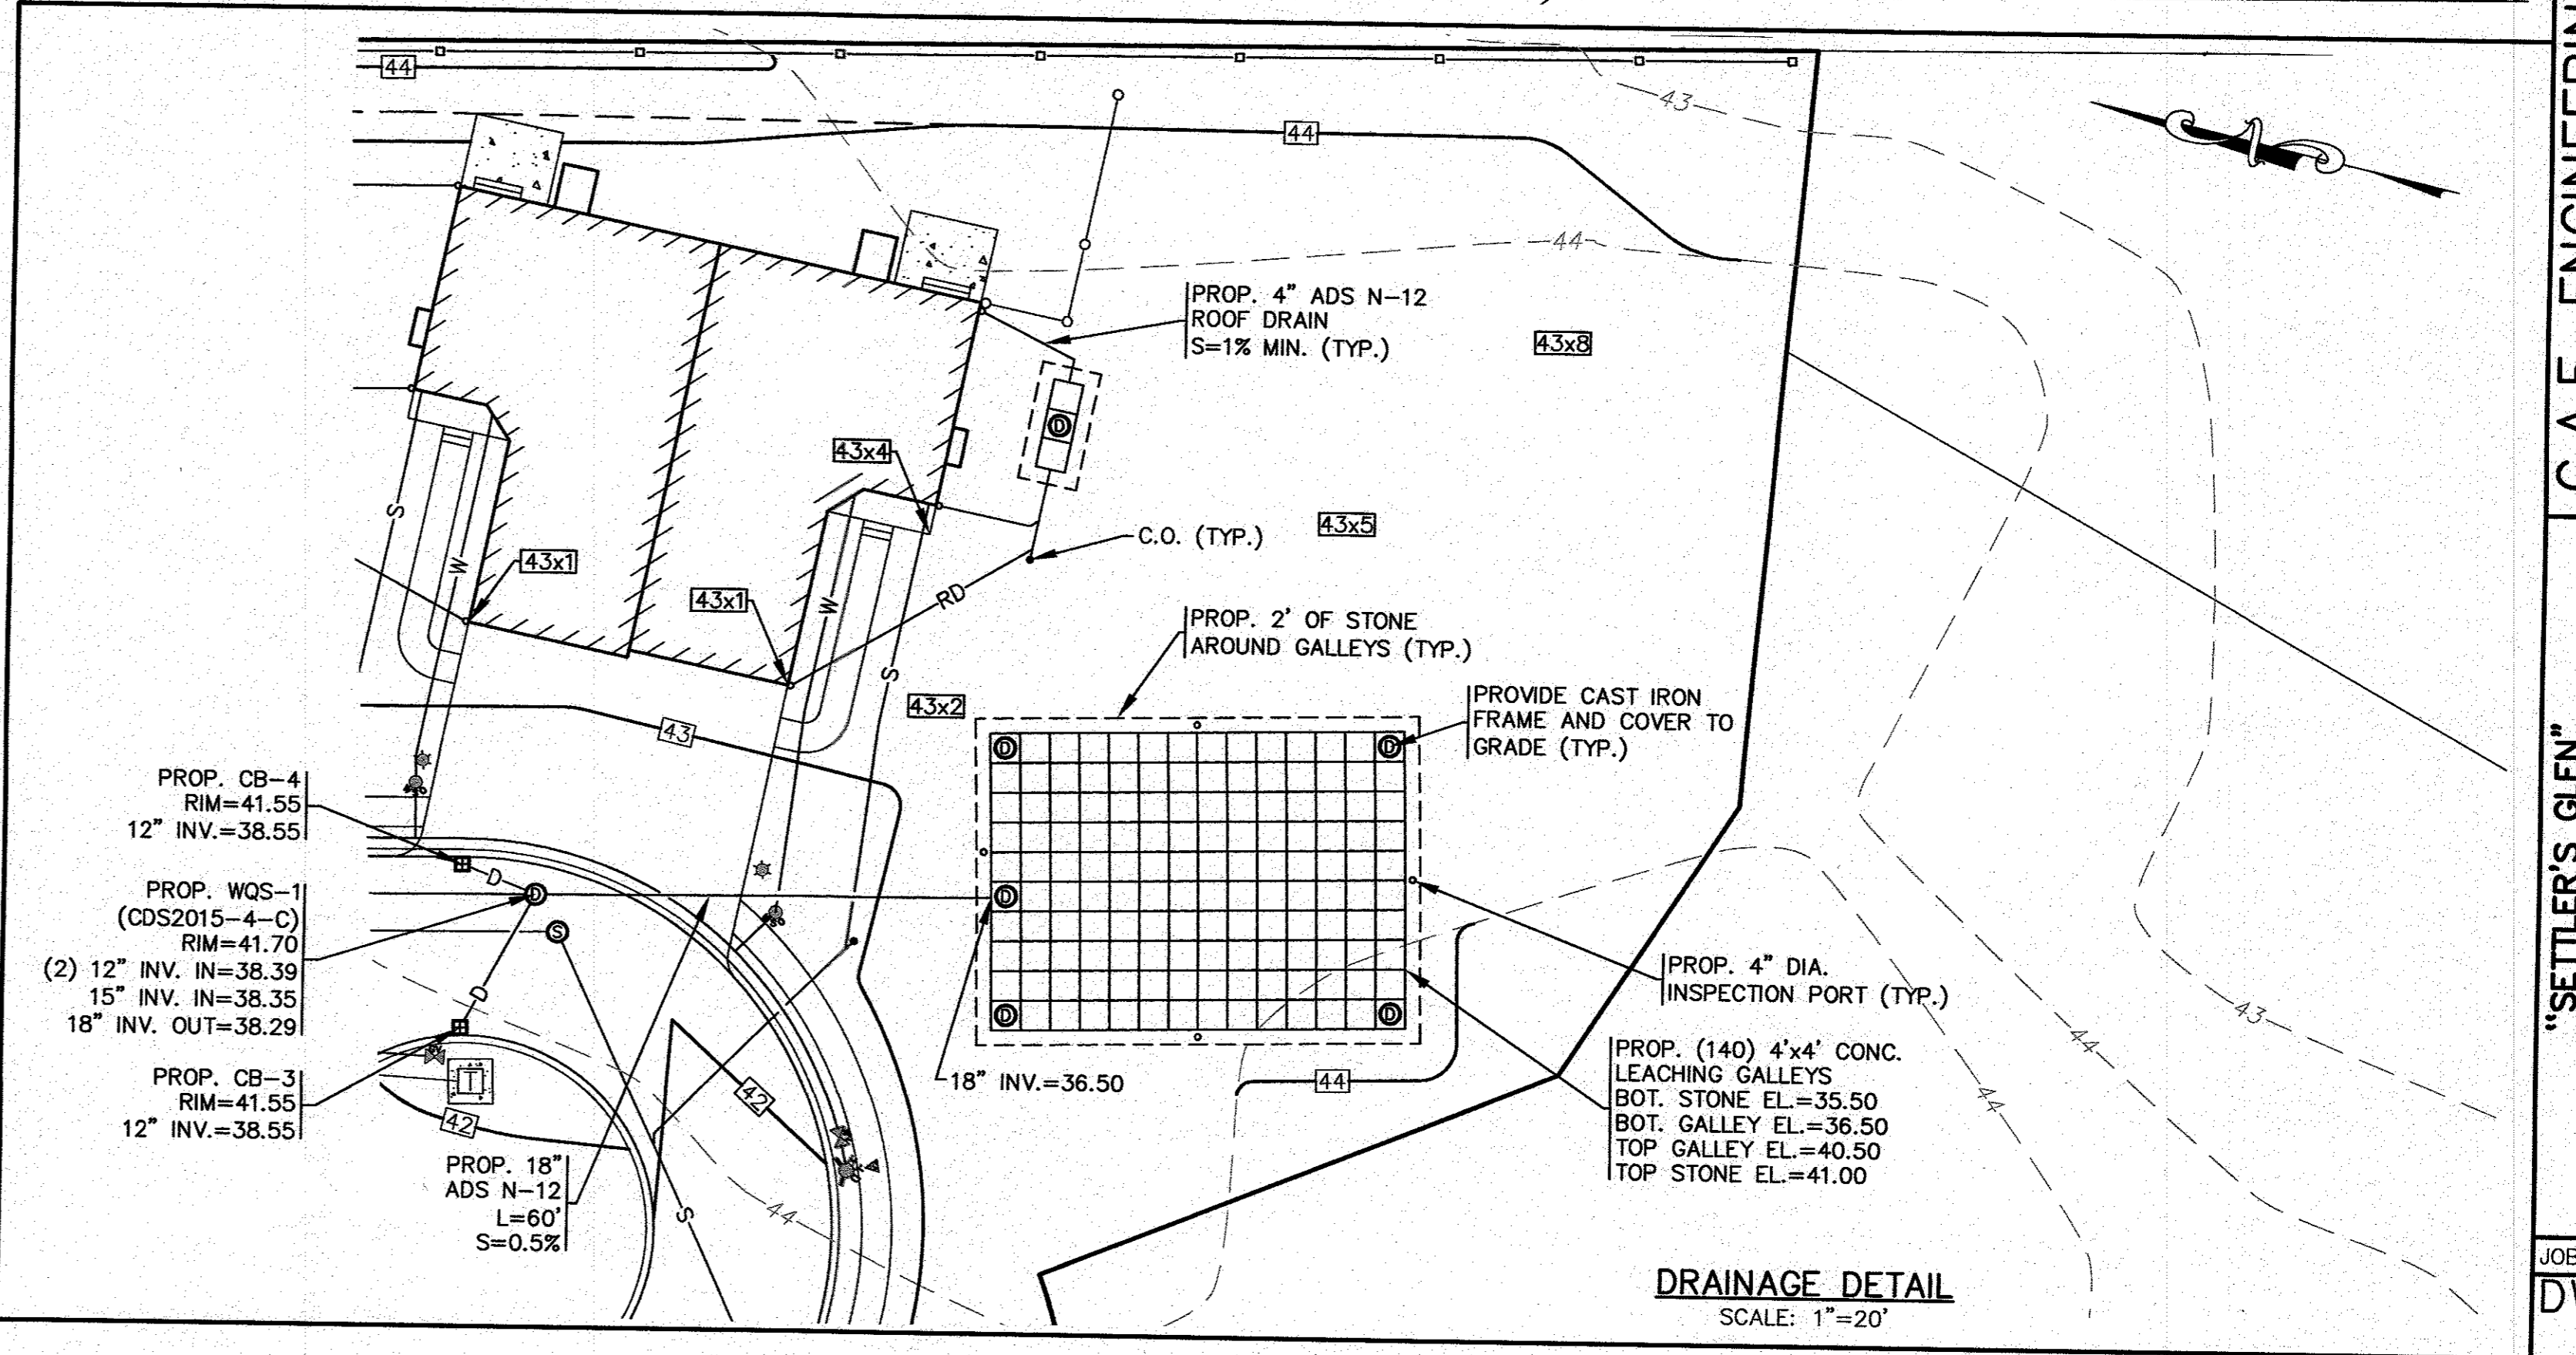 44
43
44
44
PROP. 4" ADS N-12
ROOF DRAIN
S=1% MIN. (TYP.)
43x8
D
43x4
43x5
S
W
43x1
C.O. (TYP.)
43x1
W
RD
PROP. 2' OF STONE
AROUND GALLEYS (TYP.)
S
43x2
43
PROVIDE CAST IRON
FRAME AND COVER TO
GRADE (TYP.)
D
D
PROP. CB-4
RIM=41.55
12" INV.=38.55
D
PROP. WQS-1
(CDS2015-4-C)
RIM=41.70
(2) 12" INV. IN=38.39
15" INV. IN=38.35
18" INV. OUT=38.29
D
D
S
D
D
D
PROP. 4" DIA.
INSPECTION PORT (TYP.)
43
44
PROP. CB-3
RIM=41.55
12" INV.=38.55
T
42
42
18" INV.=36.50
44
PROP. (140) 4'x4' CONC.
LEACHING GALLEYS
BOT. STONE EL.=35.50
BOT. GALLEY EL.=36.50
TOP GALLEY EL.=40.50
TOP STONE EL.=41.00
44
PROP. 18"
ADS N-12
L=60'
S=0.5%
S
44
DRAINAGE DETAIL
SCALE: 1"=20'
"SETTLER'S GLEN"
JOB